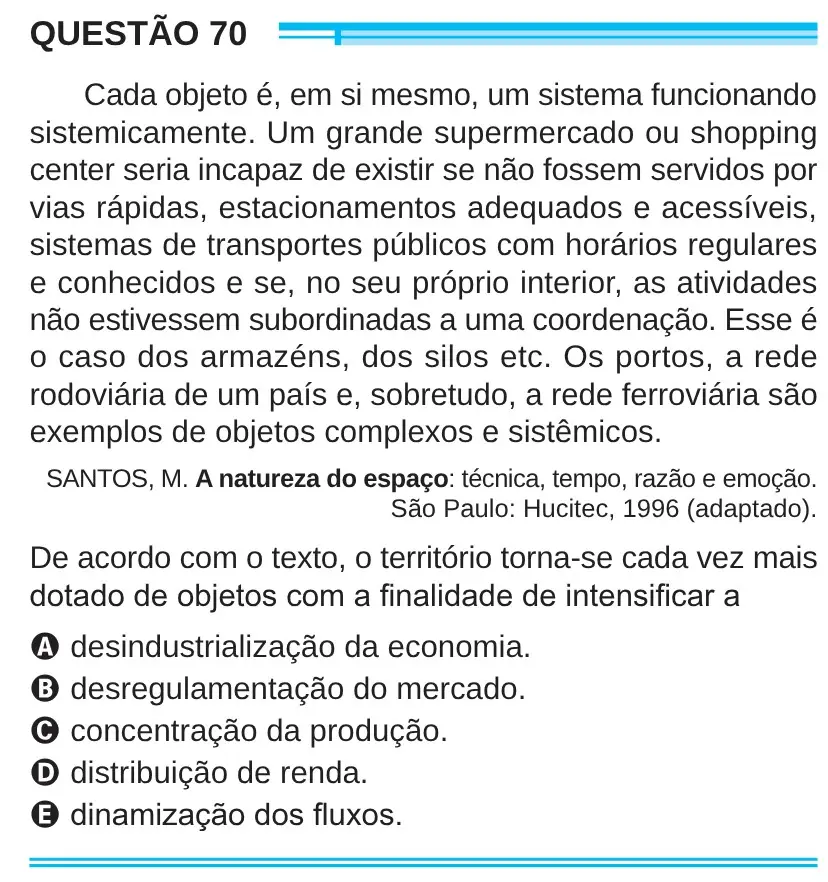 QUESTÃO 70
Cada objeto é, em si mesmo, um sistema funcionando
sistemicamente. Um grande supermercado ou shopping
center seria incapaz de existir se não fossem servidos por
vias rápidas, estacionamentos adequados e acessíveis,
sistemas de transportes públicos com horários regulares
e conhecidos e se, no seu próprio interior, as atividades
não estivessem subordinadas a uma coordenação. Esse é
o caso dos armazéns, dos silos etc. Os portos, a rede
rodoviária de um país e, sobretudo, a rede ferroviária são
exemplos de objetos complexos e sistêmicos.
SANTOS, M. A natureza do espaço: técnica, tempo, razão e emoção.
São Paulo: Hucitec, 1996 (adaptado).
De acordo com o texto, o território torna-se cada vez mais
dotado de objetos com a finalidade de intensificar a
A desindustrialização da economia.
B desregulamentação do mercado.
C concentração da produção.
D distribuição de renda.
E dinamização dos fluxos.